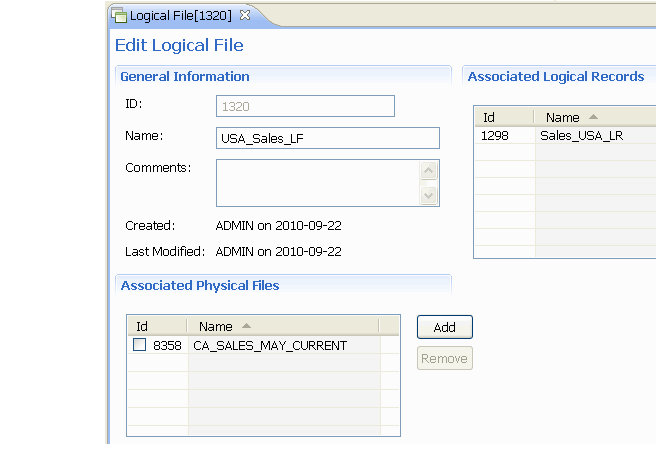 Logical File[1320]
Edit Logical File
General Information
ID:
1320
Name:
USA_Sales_LF
Comments:
Created:
ADMIN on 2010-09-22
Last Modified:
ADMIN on 2010-09-22
Associated Logical Records
Id Name
1298 Sales_USA_LR
Associated Physical Files
Id Name
8358 CA_SALES_MAY_CURRENT
Add
Remove